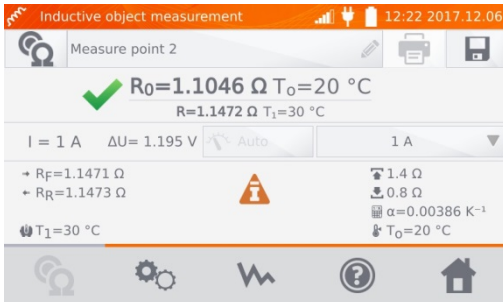 Inductive object measurement 12:22 2017.12.06
Measure point 2
R₀=1.1046 Ω Tₒ=20 °C
R=1.1472 Ω T₁=30 °C
I = 1 A ΔU= 1.195 V Auto 1 A
→ RF=1.1471 Ω 1.4 Ω
← RR=1.1473 Ω 0.8 Ω
α=0.00386 K⁻¹
T₁=30 °C Tₒ=20 °C